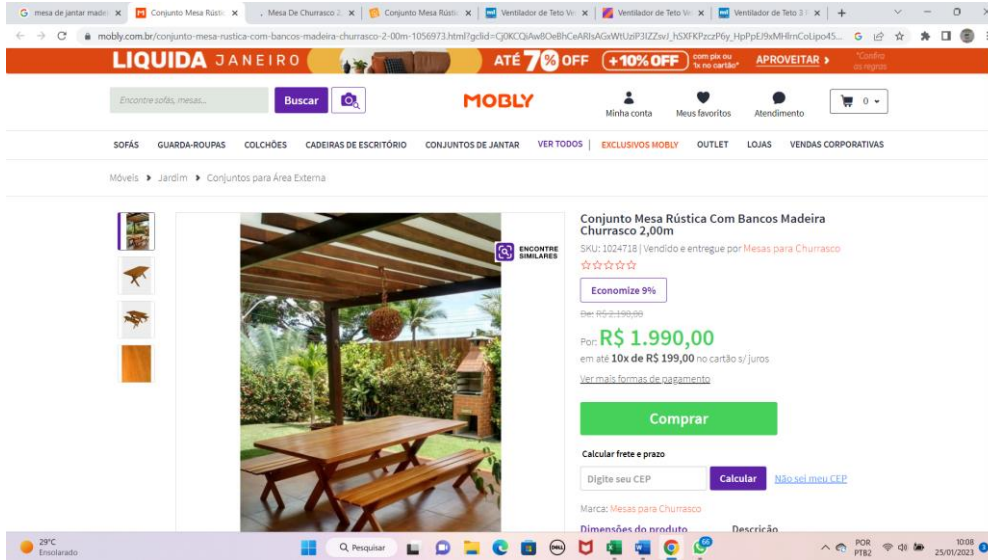 mesa de jantar made
Conjunto Mesa Rústic
Mesa De Churrasco 2,
Conjunto Mesa Rústic
Ventilador de Teto Ve
Ventilador de Teto Ve
Ventilador de Teto 3 P
mobly.com.br/conjunto-mesa-rustica-com-bancos-madeira-churrasco-2-00m-1056973.html?gclid=
LIQUIDA JANEIRO
ATÉ 7% OFF
+10% OFF
com pix ou
1x no cartão*
APROVEITAR >
*Confira
as regras
Encontre sofás, mesas...
Buscar
MOBLY
Minha conta
Meus favoritos
Atendimento
0
SOFÁS GUARDA-ROUPAS COLCHÕES CADEIRAS DE ESCRITÓRIO CONJUNTOS DE JANTAR VER TODOS | EXCLUSIVOS MOBLY OUTLET LOJAS VENDAS CORPORATIVAS
Móveis > Jardim > Conjuntos para Área Externa
ENCONTRE
SIMILARES
Conjunto Mesa Rústica Com Bancos Madeira
Churrasco 2,00m
SKU: 1024718 | Vendido e entregue por Mesas para Churrasco
Economize 9%
De: R$ 2.190,00
Por: R$ 1.990,00
em até 10x de R$ 199,00 no cartão s/ juros
Ver mais formas de pagamento
Comprar
Calcular frete e prazo
Digite seu CEP
Calcular
Não sei meu CEP
Marca: Mesas para Churrasco
Dimensões do produto
Descrição
29°C
Ensolarado
Pesquisar
66
POR
PTB2
10:08
25/01/2023